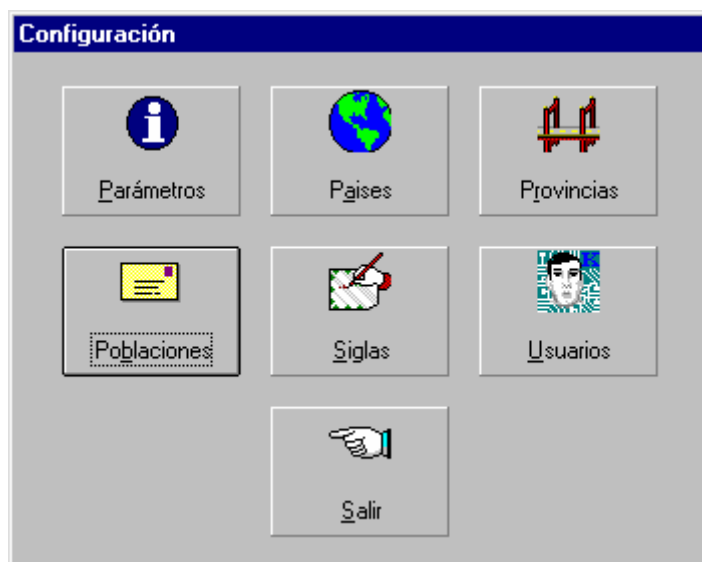 Configuración
Parámetros
Paises
Provincias
Poblaciones
Siglas
K
Usuarios
Salir